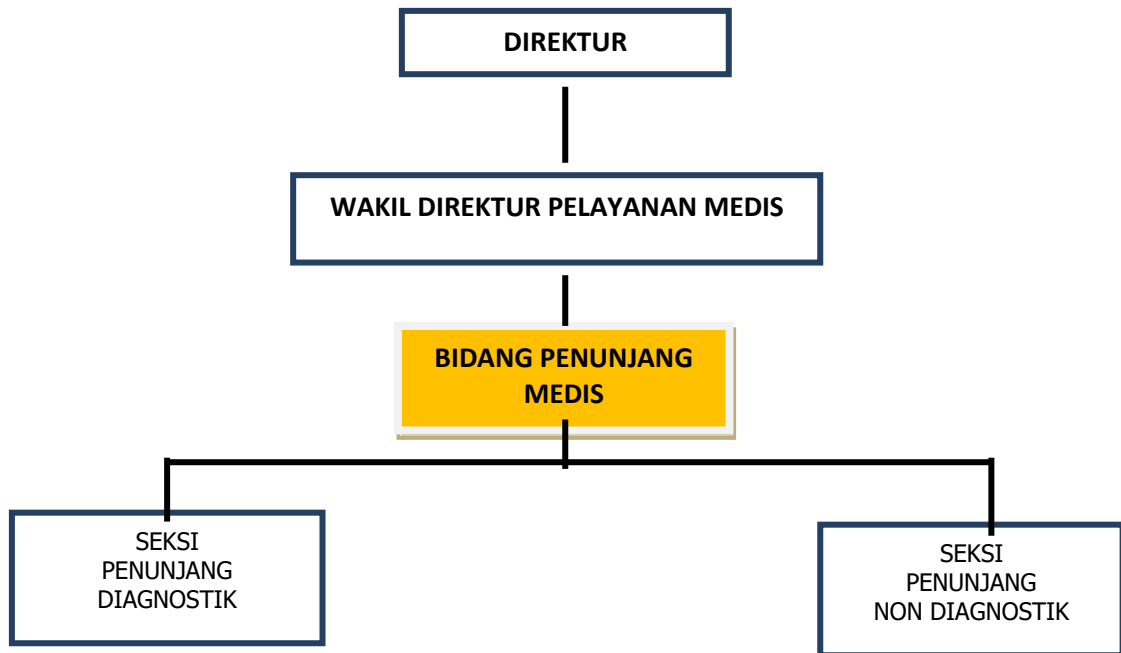 DIREKTUR
WAKIL DIREKTUR PELAYANAN MEDIS
BIDANG PENUNJANG
MEDIS
SEKSI
PENUNJANG
DIAGNOSTIK
SEKSI
PENUNJANG
NON DIAGNOSTIK